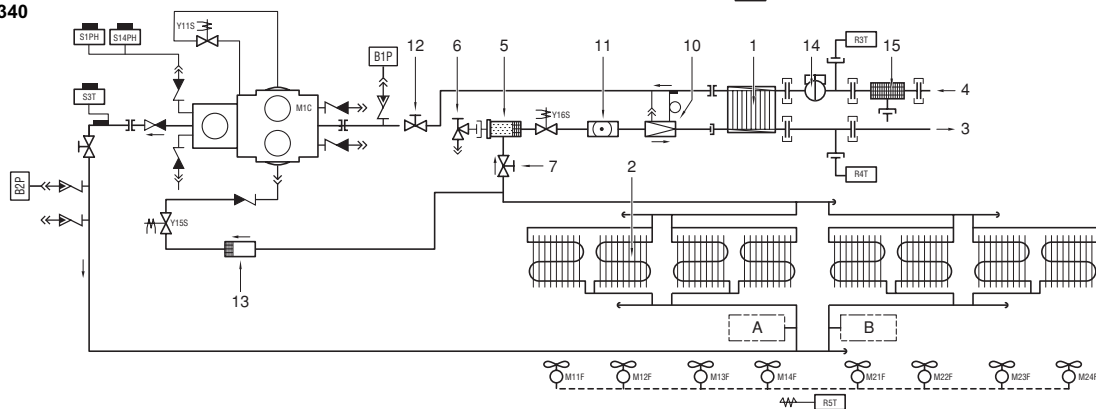 340
S1PH
S14PH
Y11S
S3T
M1C
B1P
12
6
5
11
10
1
14
R3T
15
4
3
Y16S
7
2
R4T
B2P
Y15S
13
A
B
M11F
M12F
M13F
M14F
M21F
M22F
M23F
M24F
R5T